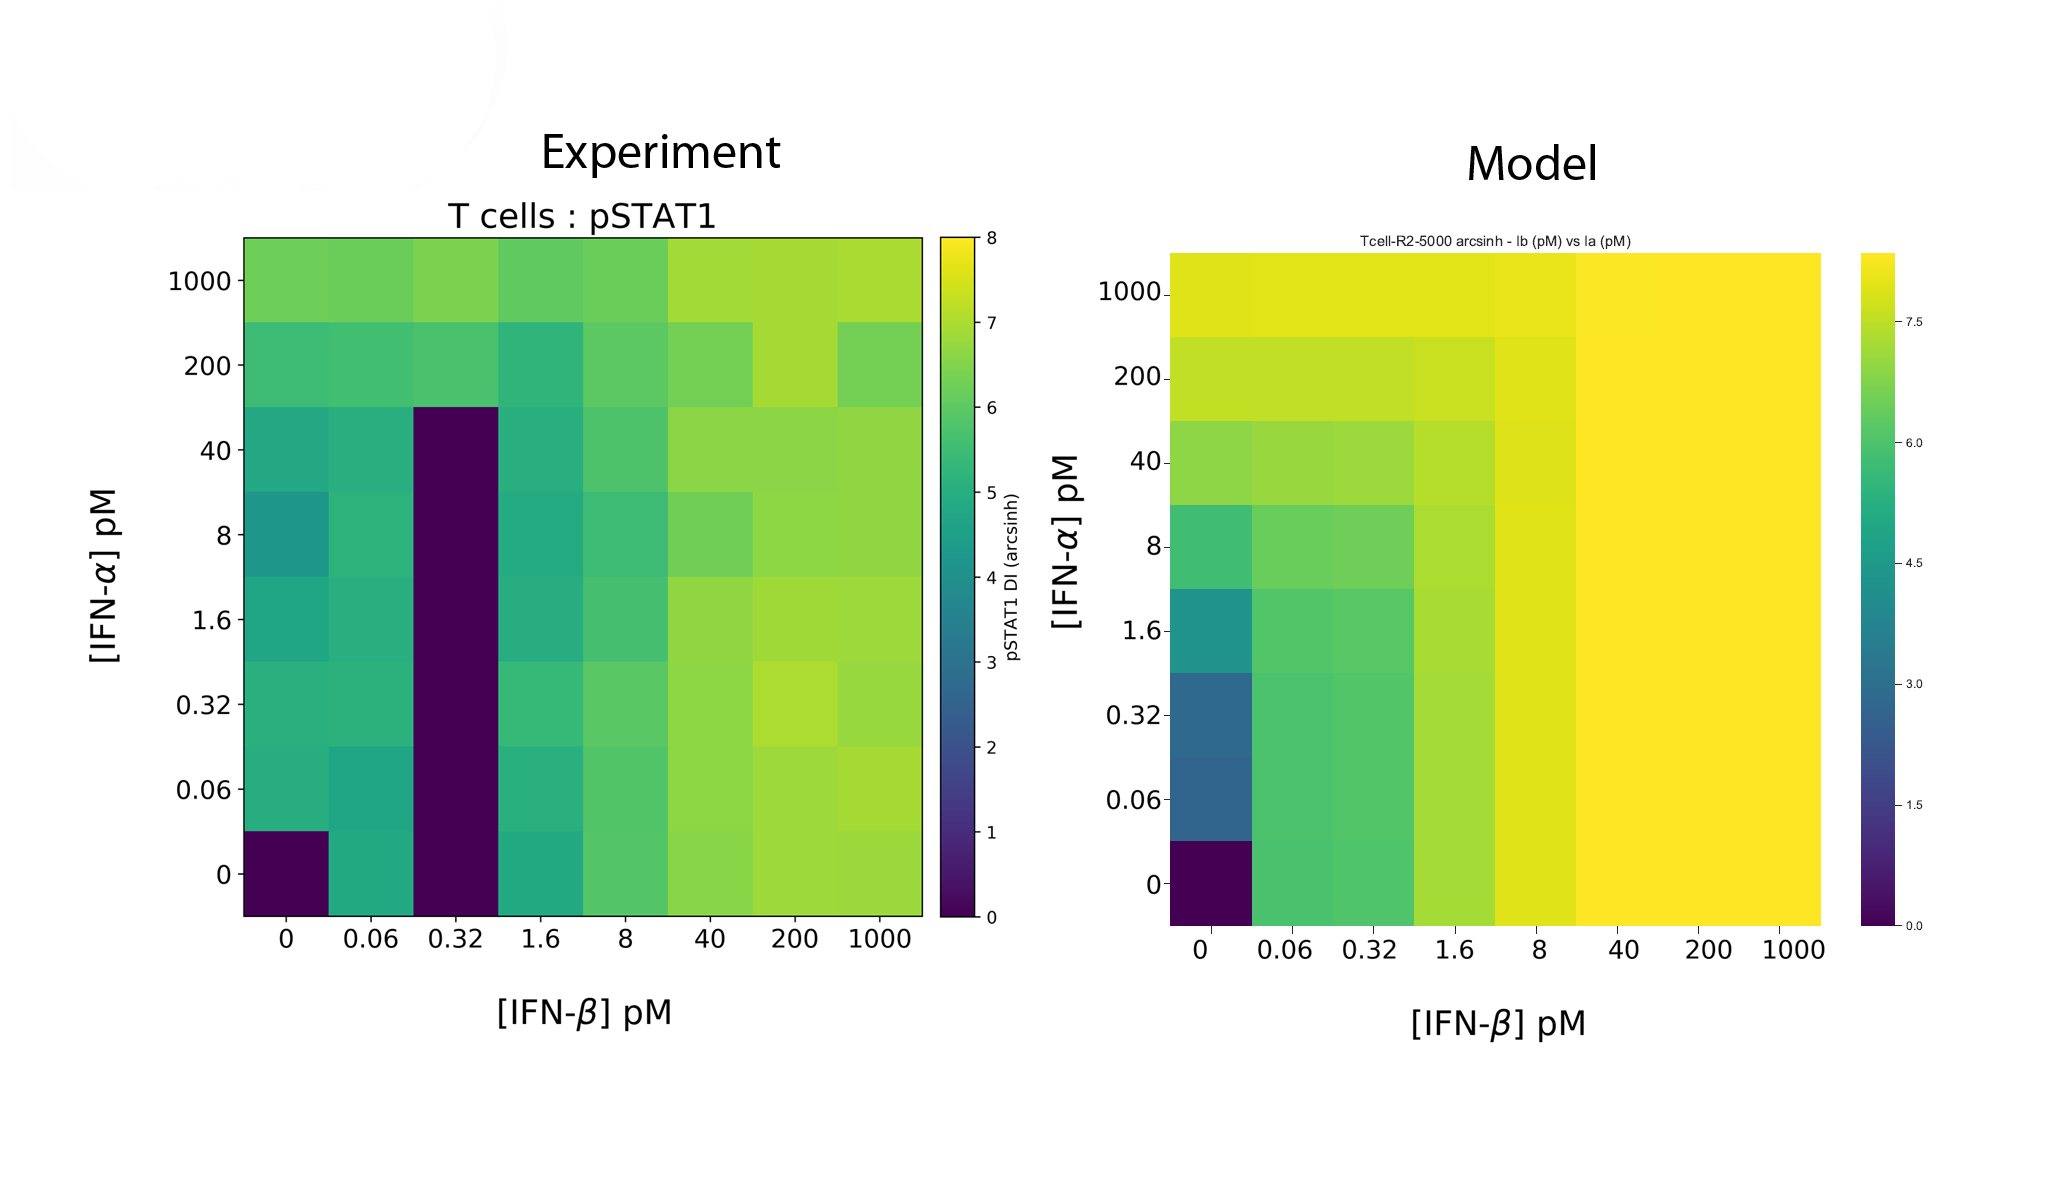 Experiment
T cells : pSTAT1
1000
200
40
8
1.6
0.32
0.06
0
[IFN-α] pM
0 0.06 0.32 1.6 8 40 200 1000
[IFN-β] pM
8
7
6
5
4
3
2
1
0
pSTAT1 DI (arcsinh)
Model
Tcell-R2-5000 arcsinh - Ib (pM) vs Ia (pM)
1000
200
40
8
1.6
0.32
0.06
0
[IFN-α] pM
0 0.06 0.32 1.6 8 40 200 1000
[IFN-β] pM
7.5
6.0
4.5
3.0
1.5
0.0